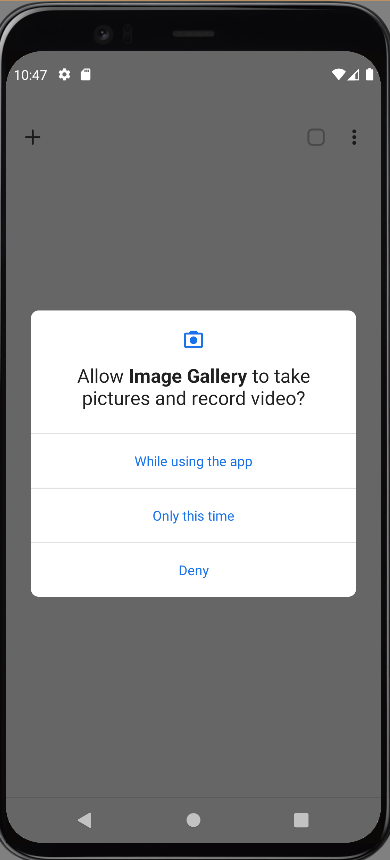 10:47
Allow Image Gallery to take
pictures and record video?
While using the app
Only this time
Deny